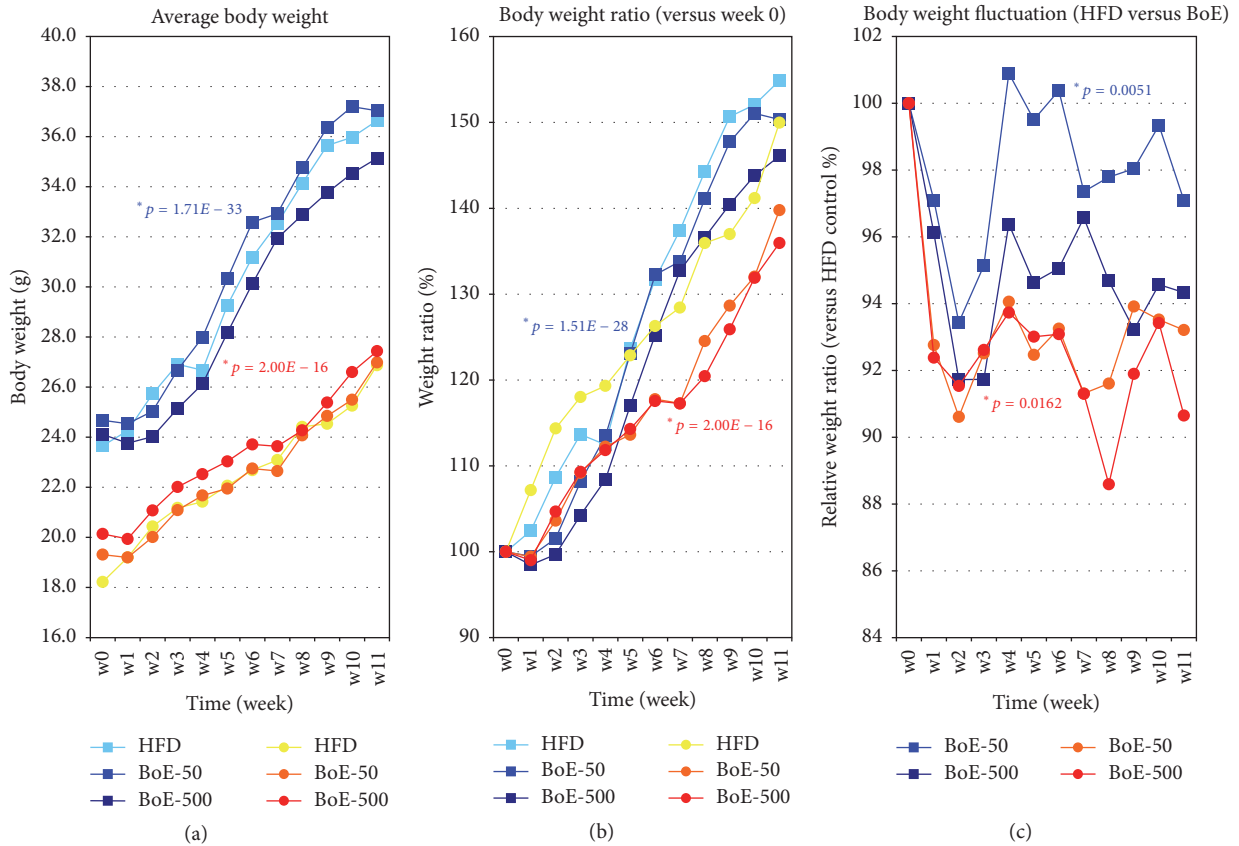 Average body weight
Body weight (g)
40.0
38.0
36.0
34.0
32.0
30.0
28.0
26.0
24.0
22.0
20.0
18.0
16.0
* p = 1.71E − 33
* p = 2.00E − 16
w0 w1 w2 w3 w4 w5 w6 w7 w8 w9 w10 w11
Time (week)
HFD HFD
BoE-50 BoE-50
BoE-500 BoE-500
(a)
Body weight ratio (versus week 0)
Weight ratio (%)
160
150
140
130
120
110
100
90
* p = 1.51E − 28
* p = 2.00E − 16
w0 w1 w2 w3 w4 w5 w6 w7 w8 w9 w10 w11
Time (week)
HFD HFD
BoE-50 BoE-50
BoE-500 BoE-500
(b)
Body weight fluctuation (HFD versus BoE)
Relative weight ratio (versus HFD control %)
102
100
98
96
94
92
90
88
86
84
* p = 0.0051
* p = 0.0162
w0 w1 w2 w3 w4 w5 w6 w7 w8 w9 w10 w11
Time (week)
BoE-50 BoE-50
BoE-500 BoE-500
(c)